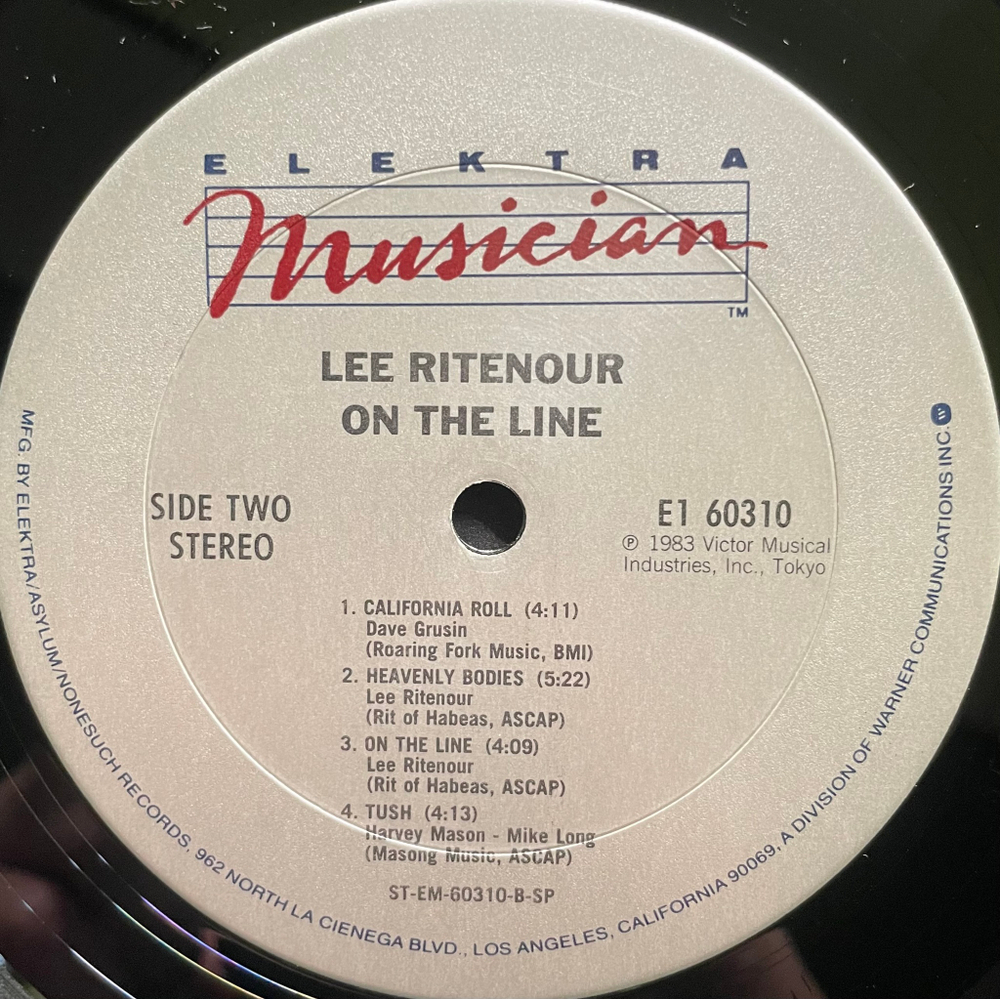 ELEKTRA
Musician
TM
LEE RITENOUR
ON THE LINE
SIDE TWO
STEREO
E1 60310
℗ 1983 Victor Musical
Industries, Inc., Tokyo
1. CALIFORNIA ROLL (4:11)
Dave Grusin
(Roaring Fork Music, BMI)
2. HEAVENLY BODIES (5:22)
Lee Ritenour
(Rit of Habeas, ASCAP)
3. ON THE LINE (4:09)
Lee Ritenour
(Rit of Habeas, ASCAP)
4. TUSH (4:13)
Harvey Mason - Mike Long
(Masong Music, ASCAP)
ST-EM-60310-B-SP
MFG. BY ELEKTRA/ASYLUM/NONESUCH RECORDS, 962 NORTH LA CIENEGA BLVD., LOS ANGELES, CALIFORNIA 90069, A DIVISION OF WARNER COMMUNICATIONS INC.